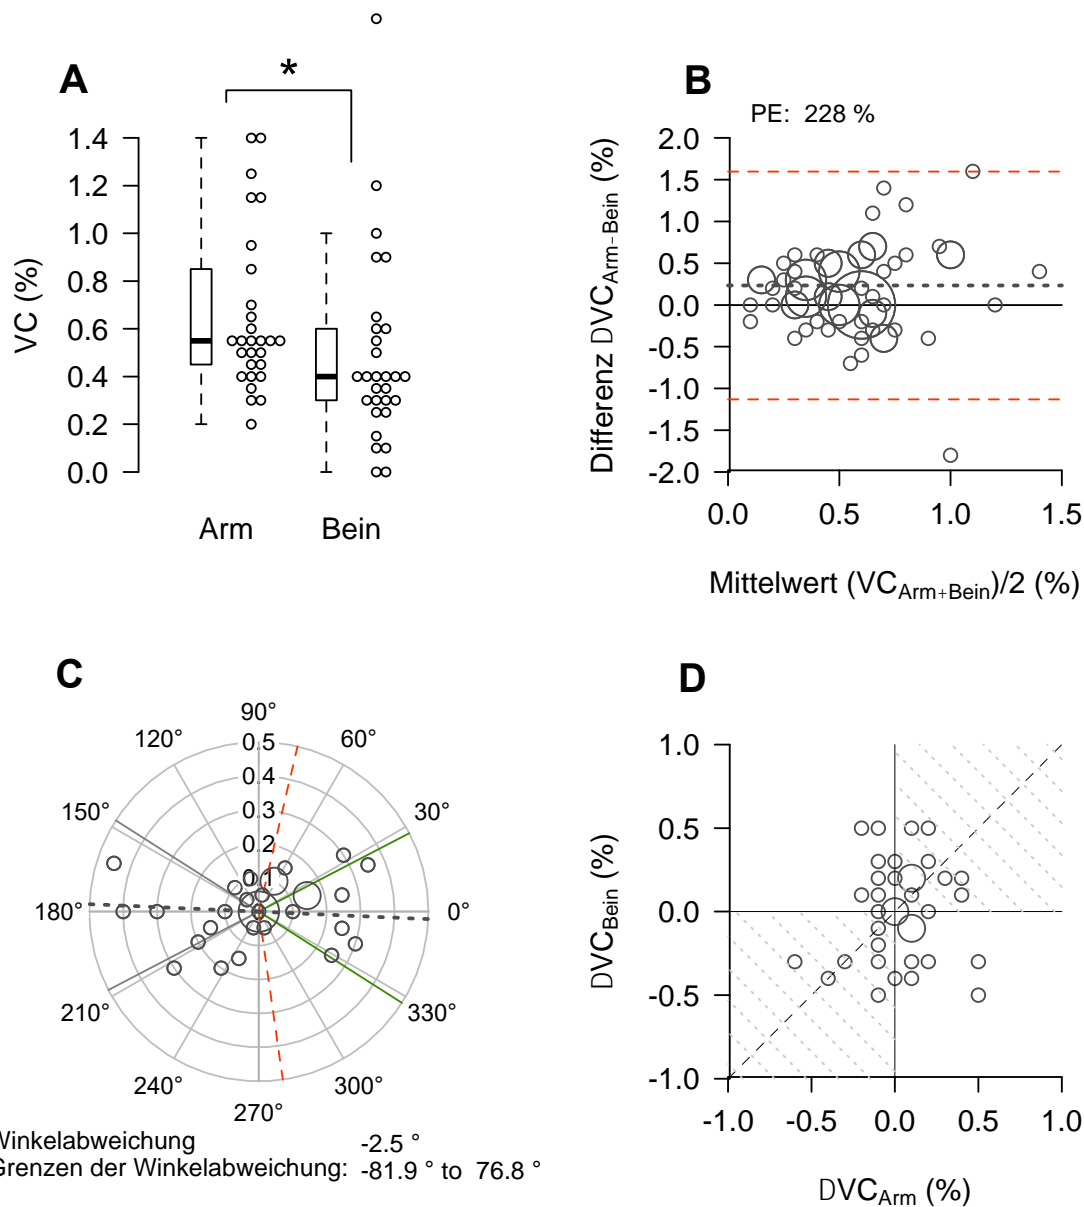 A
*
VC (%)
1.4
1.2
1.0
0.8
0.6
0.4
0.2
0.0
Arm Bein
B
PE: 228 %
Differenz DVCArm−Bein (%)
2.0
1.5
1.0
0.5
0.0
-0.5
-1.0
-1.5
-2.0
0.0 0.5 1.0 1.5
Mittelwert (VCArm+Bein)/2 (%)
C
90°
120° 60°
150° 30°
180° 0°
210° 330°
240° 300°
270°
0.5
0.4
0.3
0.2
0.1
Winkelabweichung -2.5 °
Grenzen der Winkelabweichung: -81.9 ° to 76.8 °
D
DVCBein (%)
1.0
0.5
0.0
-0.5
-1.0
-1.0 -0.5 0.0 0.5 1.0
DVCArm (%)